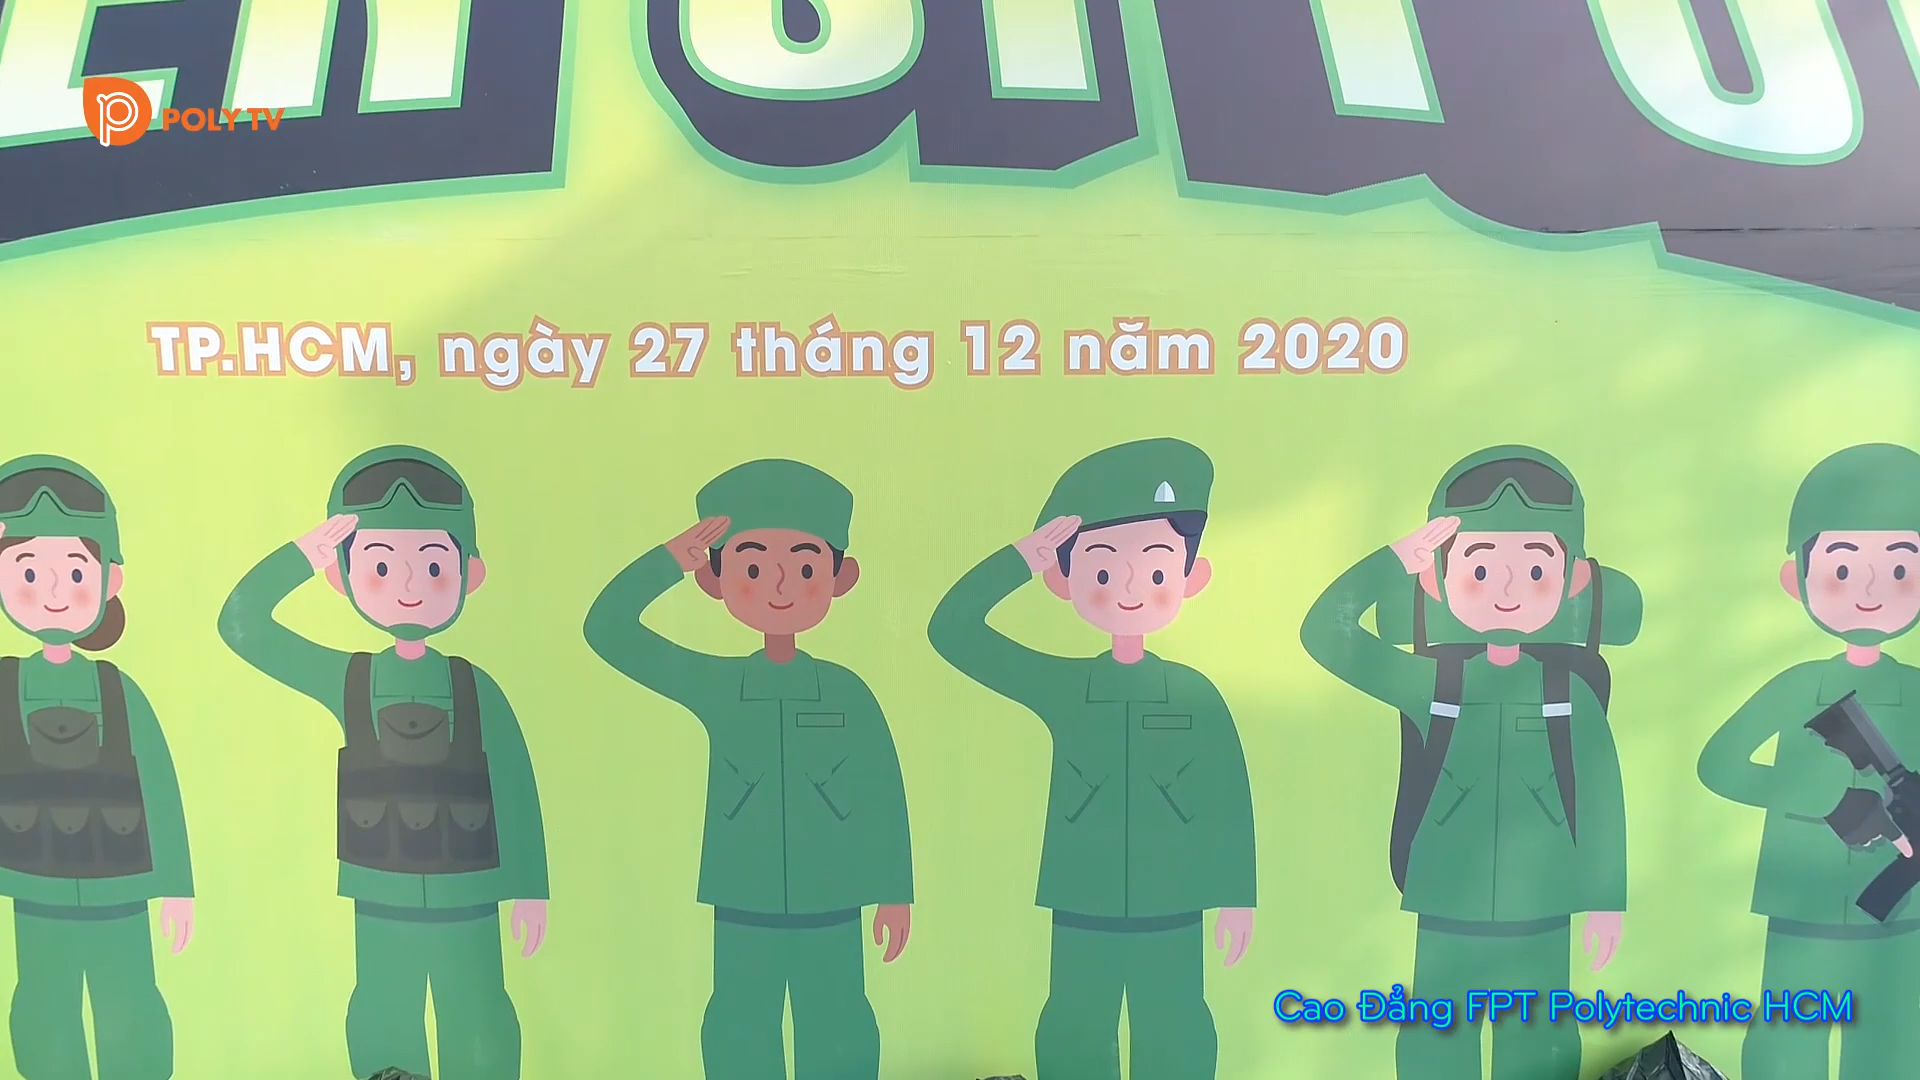 POLY TV
TP.HCM, ngày 27 tháng 12 năm 2020
Cao Đẳng FPT Polytechnic HCM